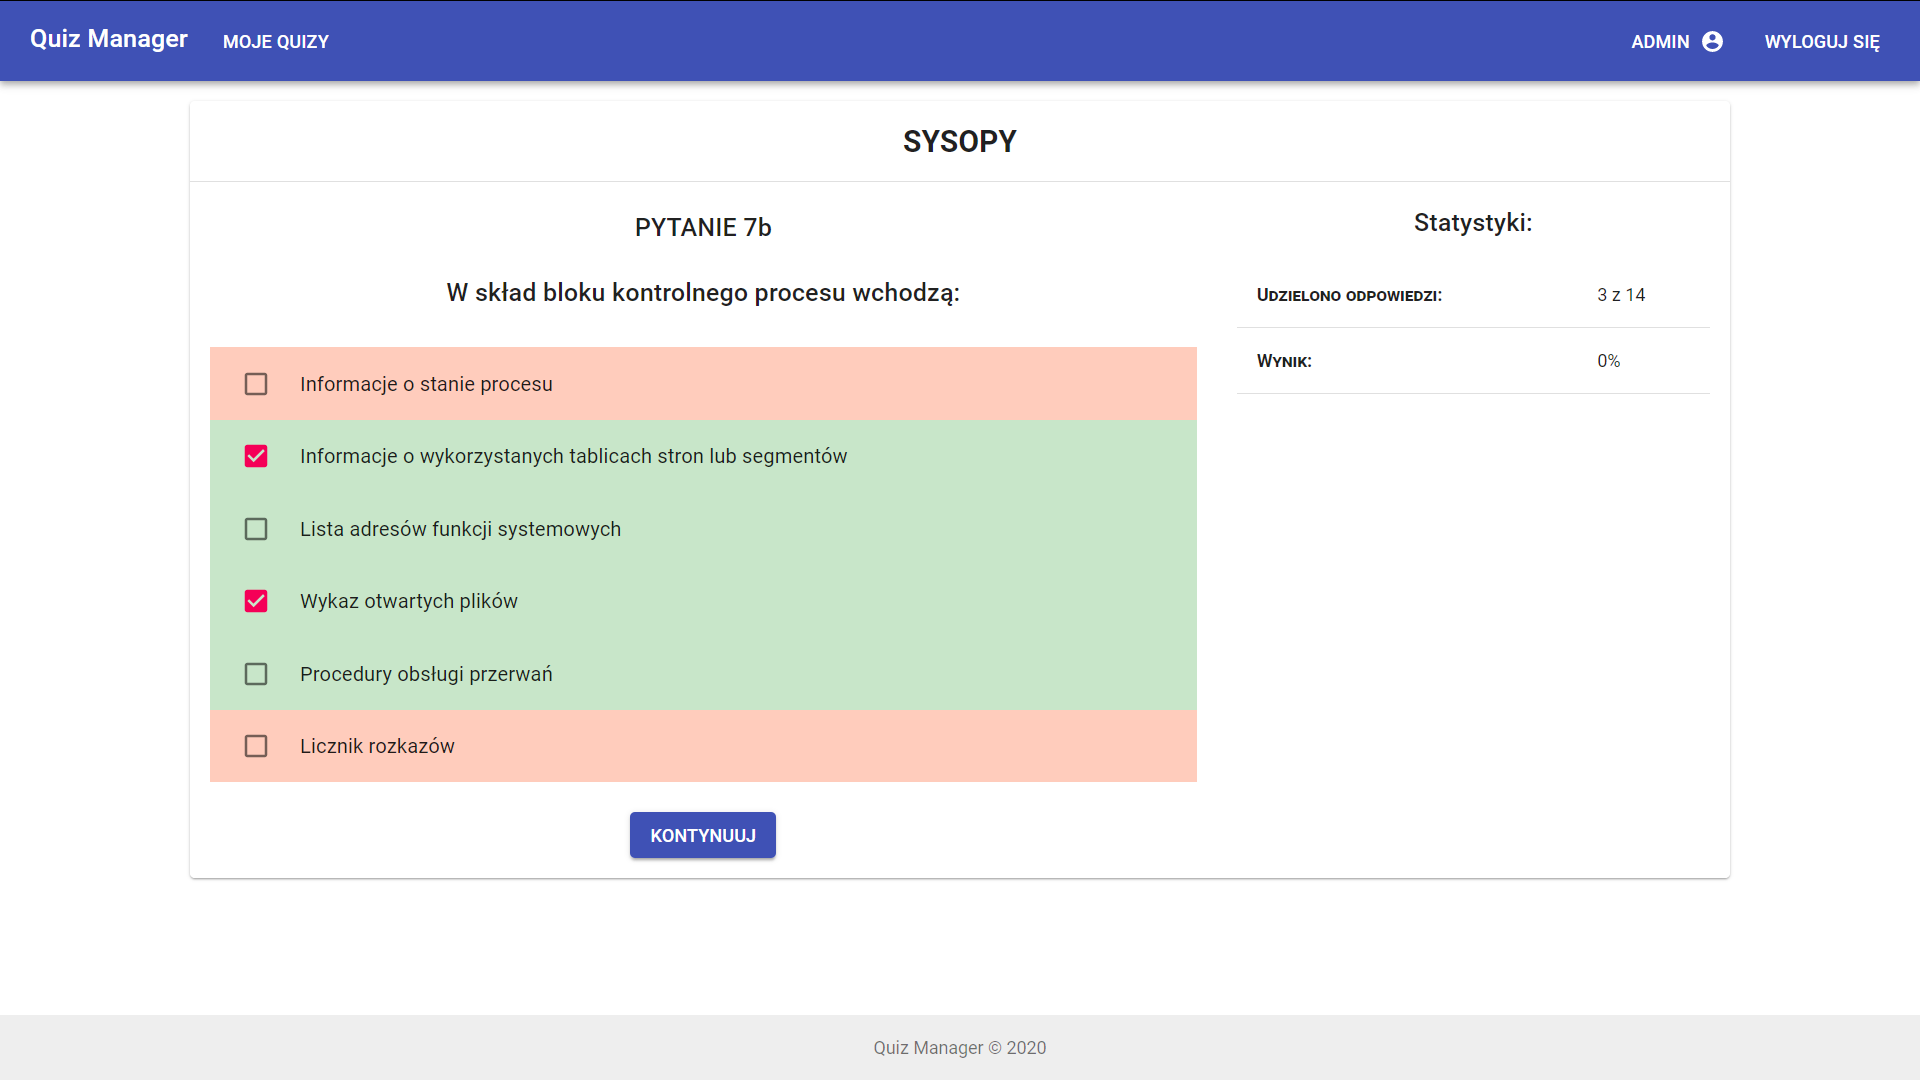 Quiz Manager MOJE QUIZY ADMIN WYLOGUJ SIĘ
SYSOPY
PYTANIE 7b
W skład bloku kontrolnego procesu wchodzą:
Informacje o stanie procesu
Informacje o wykorzystanych tablicach stron lub segmentów
Lista adresów funkcji systemowych
Wykaz otwartych plików
Procedury obsługi przerwań
Licznik rozkazów
KONTYNUUJ
Statystyki:
Udzielono odpowiedzi: 3 z 14
Wynik: 0%
Quiz Manager © 2020